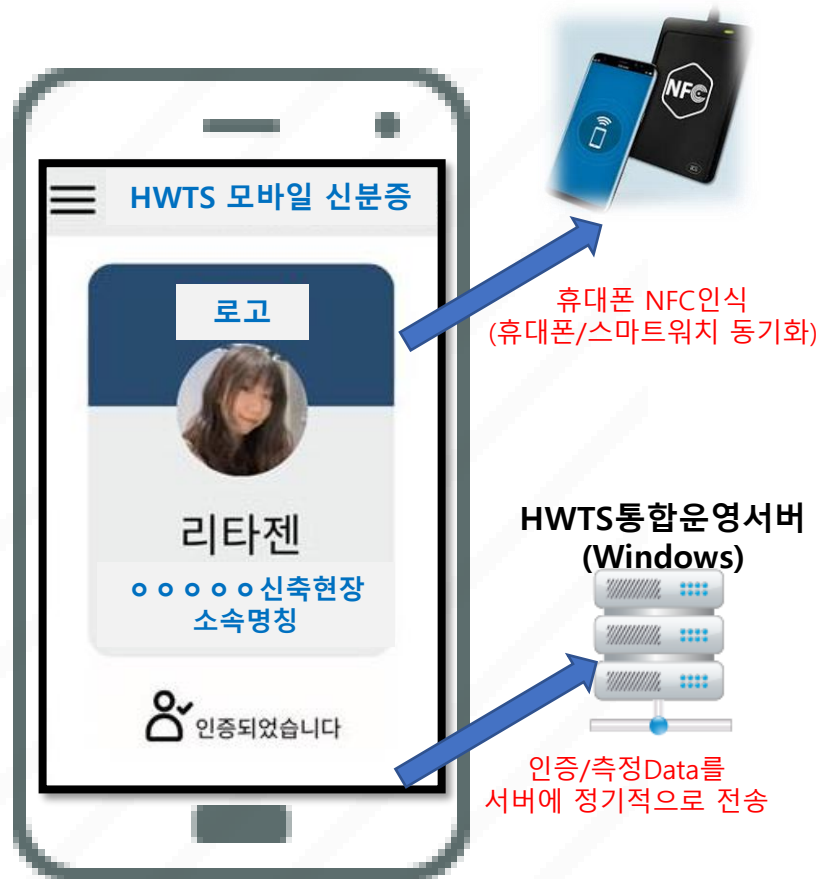 HWTS 모바일 신분증
로고
리타젠
ㅇㅇㅇㅇㅇ신축현장
소속명칭
인증되었습니다
NFC
휴대폰 NFC인식
(휴대폰/스마트워치 동기화)
HWTS통합운영서버
(Windows)
인증/측정Data를
서버에 정기적으로 전송